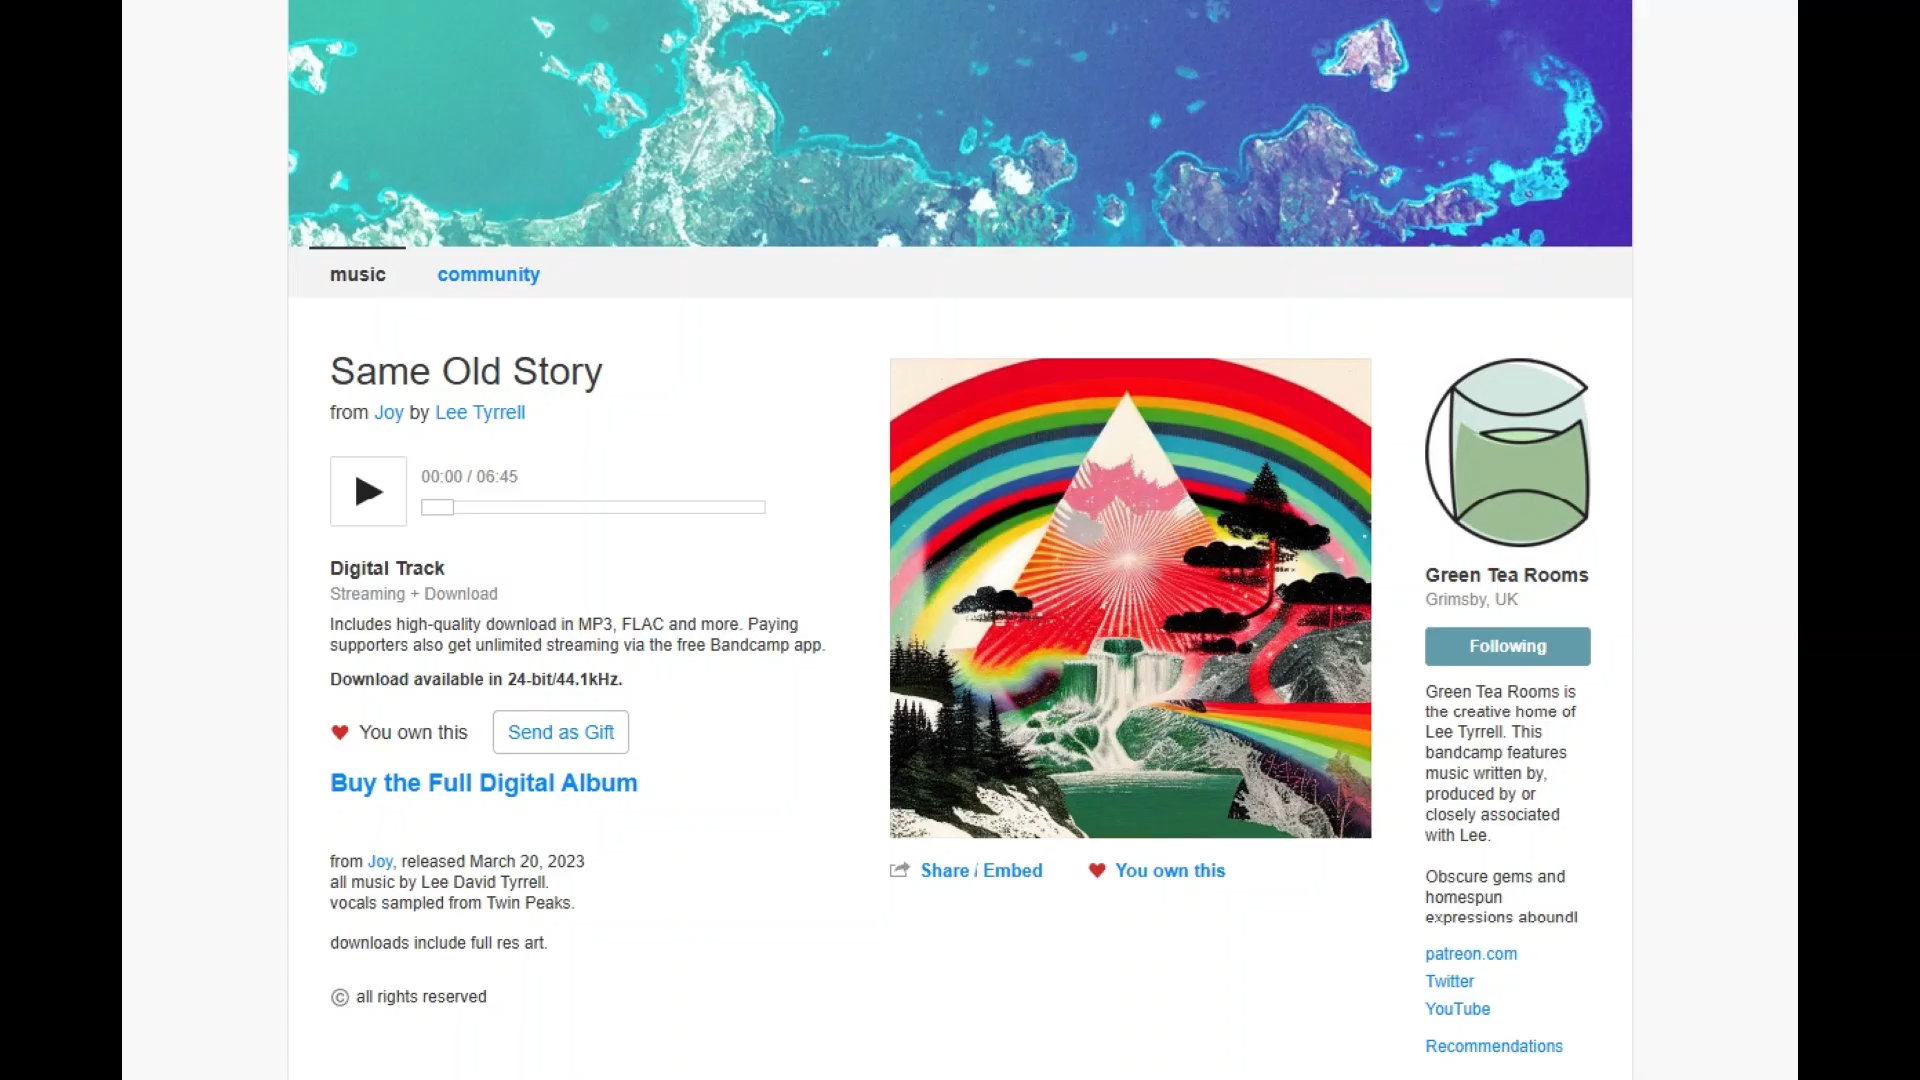 music community
Same Old Story
from Joy by Lee Tyrrell
00:00 / 06:45
Digital Track
Streaming + Download
Includes high-quality download in MP3, FLAC and more. Paying
supporters also get unlimited streaming via the free Bandcamp app.
Download available in 24-bit/44.1kHz.
You own this Send as Gift
Buy the Full Digital Album
from Joy, released March 20, 2023
all music by Lee David Tyrrell.
vocals sampled from Twin Peaks.
downloads include full res art.
© all rights reserved
Share / Embed You own this
Green Tea Rooms
Grimsby, UK
Following
Green Tea Rooms is
the creative home of
Lee Tyrrell. This
bandcamp features
music written by,
produced by or
closely associated
with Lee.
Obscure gems and
homespun
expressions abound!
patreon.com
Twitter
YouTube
Recommendations